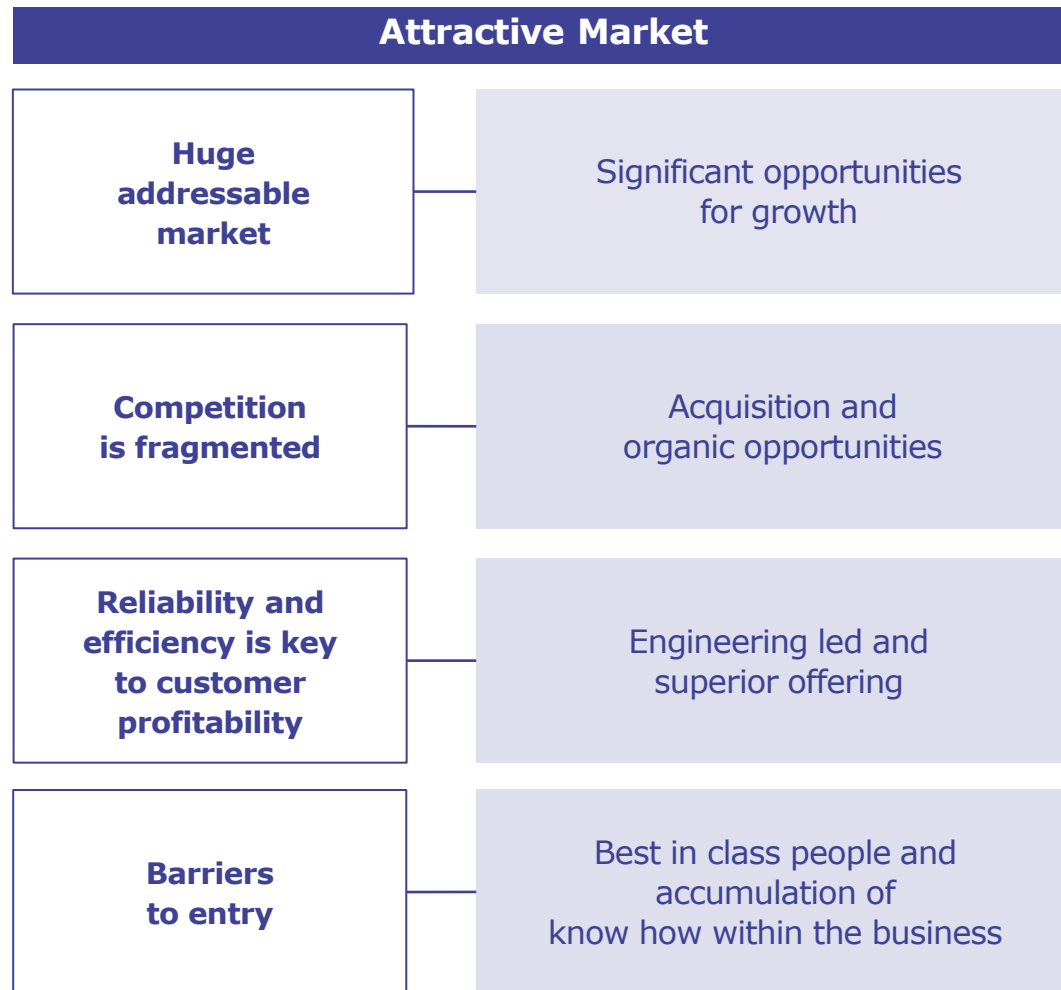 Attractive Market
Huge
addressable
market
Significant opportunities
for growth
Competition
is fragmented
Acquisition and
organic opportunities
Reliability and
efficiency is key
to customer
profitability
Engineering led and
superior offering
Barriers
to entry
Best in class people and
accumulation of
know how within the business